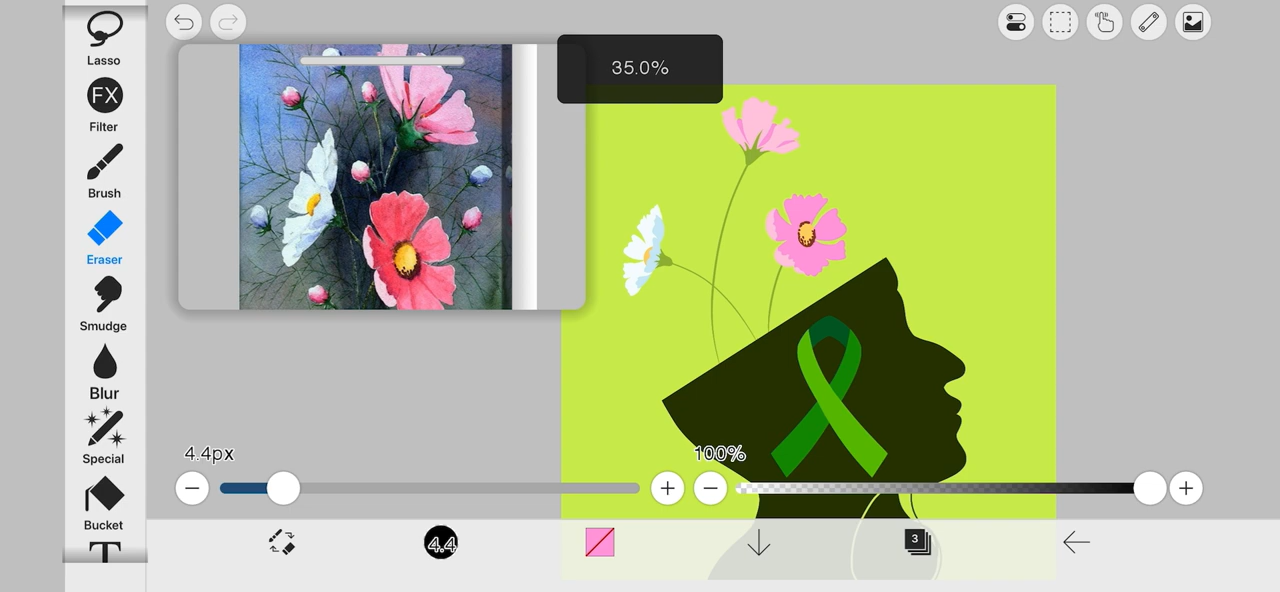 35.0%
Lasso
FX
Filter
Brush
Eraser
Smudge
Blur
Special
Bucket
T
4.4px
100%
4.4
3